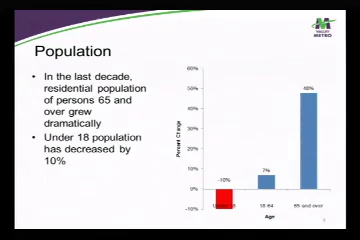 VALLEY
METRO
Population
• In the last decade,
residential population
of persons 65 and
over grew
dramatically
• Under 18 population
has decreased by
10%
60%
50%
40%
30%
20%
10%
0%
-10%
Percent Change
-10%
7%
48%
18-64
65 and over
Age